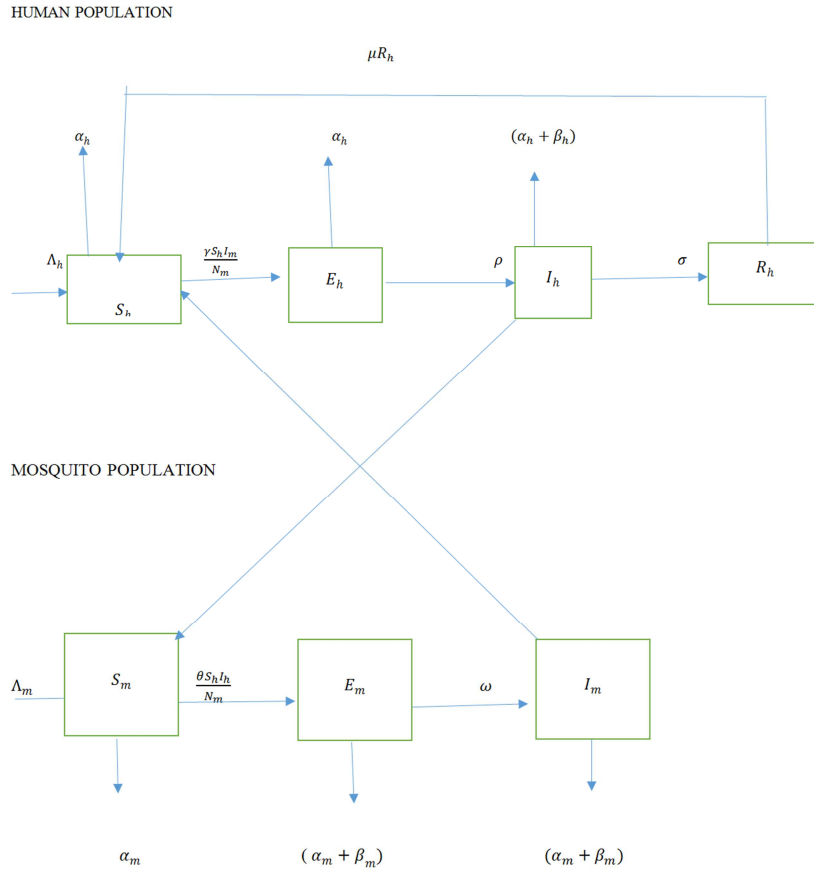 HUMAN POPULATION
μR_h
α_h
α_h
(α_h + β_h)
Λ_h
γS_hI_m/N_m
S_h
E_h
ρ
I_h
σ
R_h
MOSQUITO POPULATION
Λ_m
S_m
θS_hI_h/N_m
E_m
ω
I_m
α_m
( α_m + β_m)
(α_m + β_m)